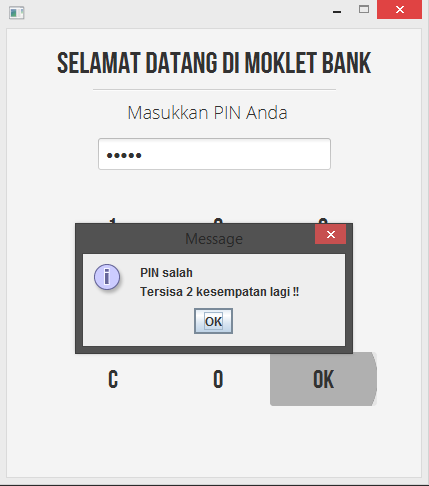 SELAMAT DATANG DI MOKLET BANK
Masukkan PIN Anda
•••••
Message
PIN salah
Tersisa 2 kesempatan lagi !!
OK
C 0 OK